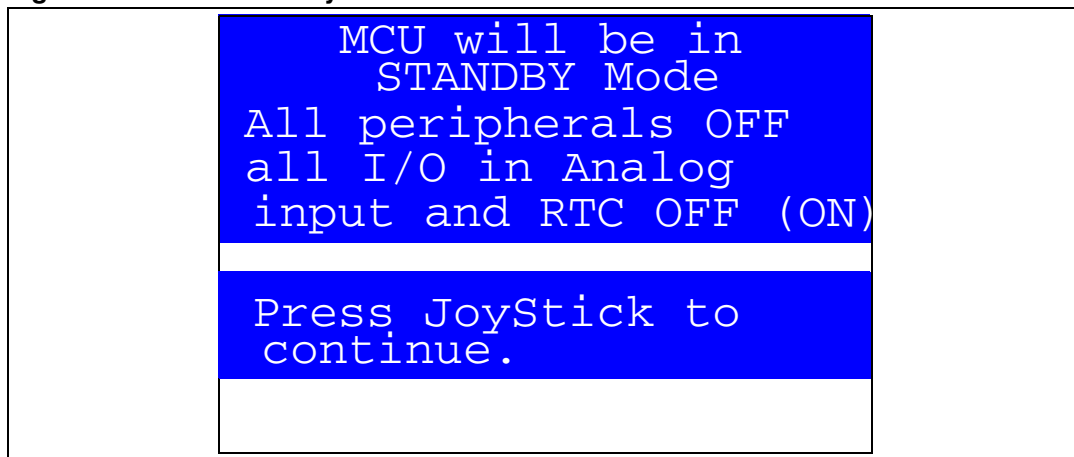 MCU will be in
STANDBY Mode
All peripherals OFF
all I/O in Analog
input and RTC OFF (ON)
Press JoyStick to
continue.